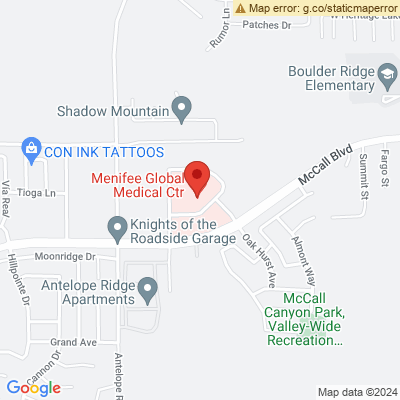 Map error: g.co/staticmaperror
W Heritage Lake
Patches Dr
Rumor Ln
Boulder Ridge
Elementary
Shadow Mountain
CON INK TATTOOS
McCall Blvd
Fargo St
Summit St
Menifee Global
Medical Ctr
Tioga Ln
Via Real
Knights of the
Roadside Garage
Moonridge Dr
Hillpointe Dr
Oak Hurst Ave
Almont Way
Antelope Ridge
Apartments
McCall
Canyon Park,
Valley-Wide
Recreation...
Grand Ave
Cannon Dr
Antelope R
Google
Map data ©2024